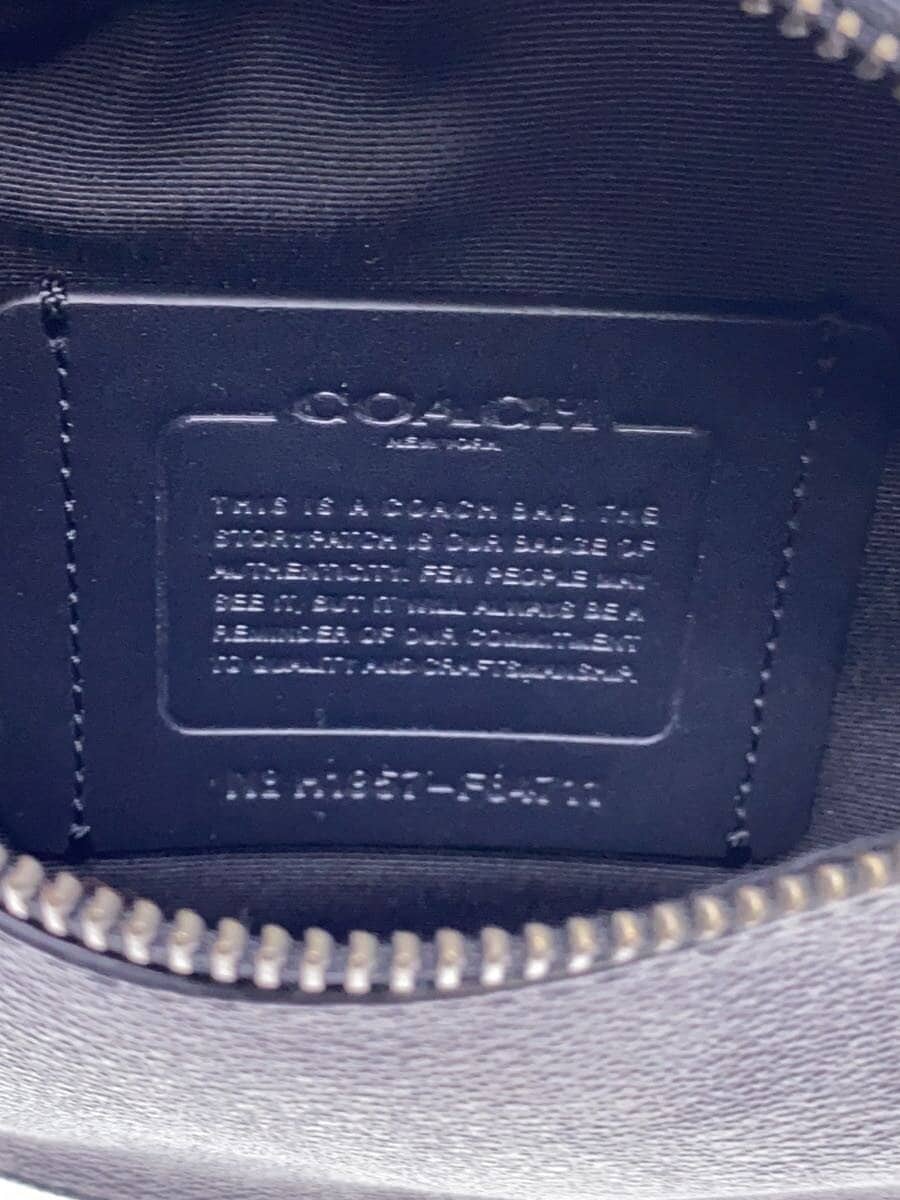 COACH
NEW YORK
THIS IS A COACH BAG. THE
STORYPATCH IS OUR BADGE OF
AUTHENTICITY. FEW PEOPLE MAY
SEE IT, BUT IT WILL ALWAYS BE A
REMINDER OF OUR COMMITMENT
TO QUALITY AND CRAFTSMANSHIP.
Nº